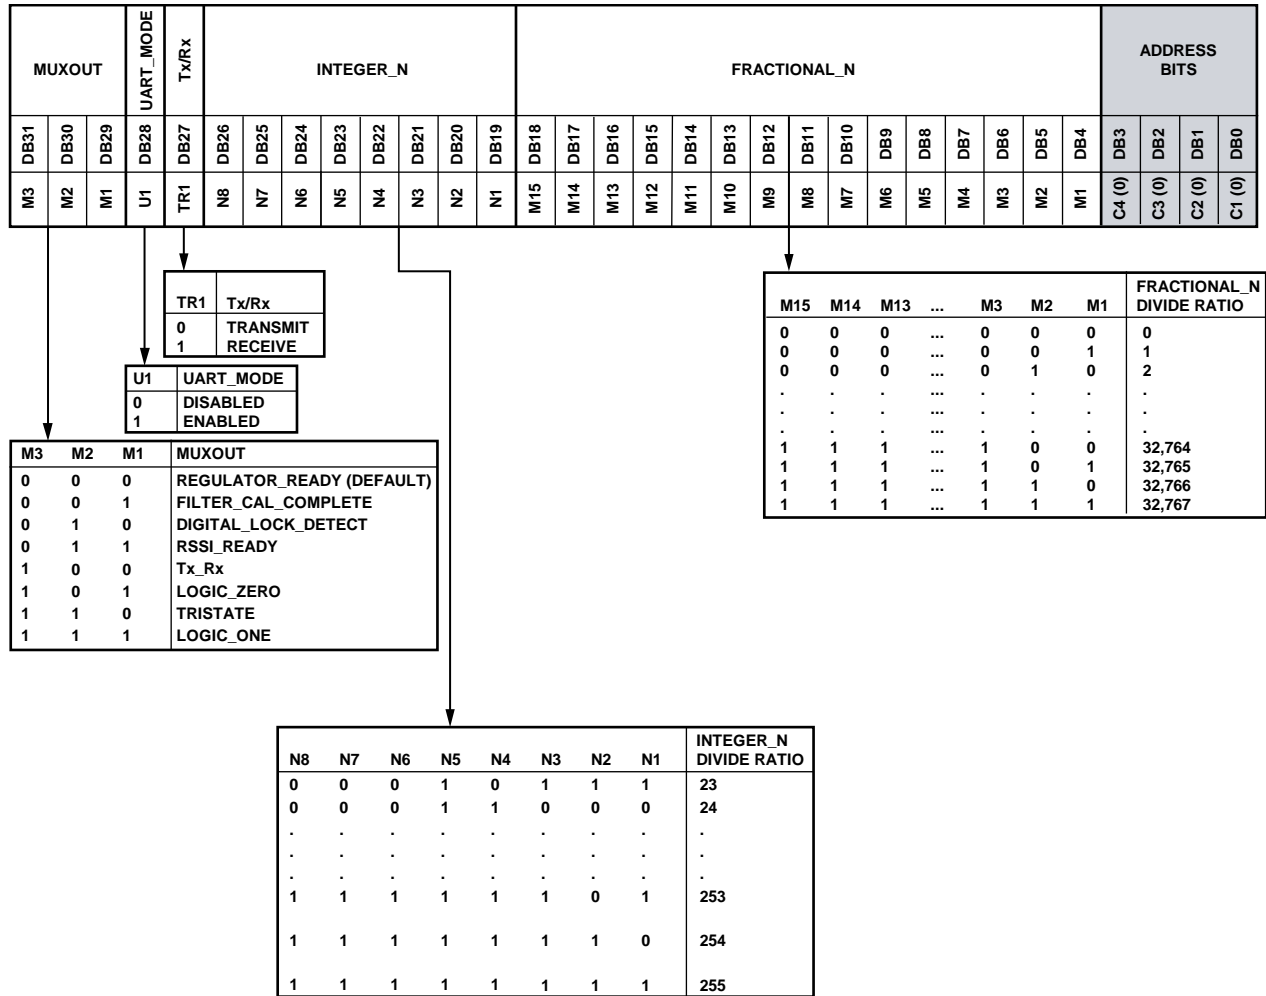 MUXOUT UART_MODE Tx/Rx INTEGER_N FRACTIONAL_N ADDRESS BITS
DB31 DB30 DB29 DB28 DB27 DB26 DB25 DB24 DB23 DB22 DB21 DB20 DB19 DB18 DB17 DB16 DB15 DB14 DB13 DB12 DB11 DB10 DB9 DB8 DB7 DB6 DB5 DB4 DB3 DB2 DB1 DB0
M3 M2 M1 U1 TR1 N8 N7 N6 N5 N4 N3 N2 N1 M15 M14 M13 M12 M11 M10 M9 M8 M7 M6 M5 M4 M3 M2 M1 C4 (0) C3 (0) C2 (0) C1 (0)
TR1 Tx/Rx
0 TRANSMIT
1 RECEIVE
U1 UART_MODE
0 DISABLED
1 ENABLED
M3 M2 M1 MUXOUT
0 0 0 REGULATOR_READY (DEFAULT)
0 0 1 FILTER_CAL_COMPLETE
0 1 0 DIGITAL_LOCK_DETECT
0 1 1 RSSI_READY
1 0 0 Tx_Rx
1 0 1 LOGIC_ZERO
1 1 0 TRISTATE
1 1 1 LOGIC_ONE
M15 M14 M13 ... M3 M2 M1 FRACTIONAL_N DIVIDE RATIO
0 0 0 ... 0 0 0 0
0 0 0 ... 0 0 1 1
0 0 0 ... 0 1 0 2
. . . ... . . . .
. . . ... . . . .
. . . ... . . . .
1 1 1 ... 1 0 0 32,764
1 1 1 ... 1 0 1 32,765
1 1 1 ... 1 1 0 32,766
1 1 1 ... 1 1 1 32,767
N8 N7 N6 N5 N4 N3 N2 N1 INTEGER_N DIVIDE RATIO
0 0 0 1 0 1 1 1 23
0 0 0 1 1 0 0 0 24
. . . . . . . . .
. . . . . . . . .
. . . . . . . . .
1 1 1 1 1 1 0 1 253
1 1 1 1 1 1 1 0 254
1 1 1 1 1 1 1 1 255